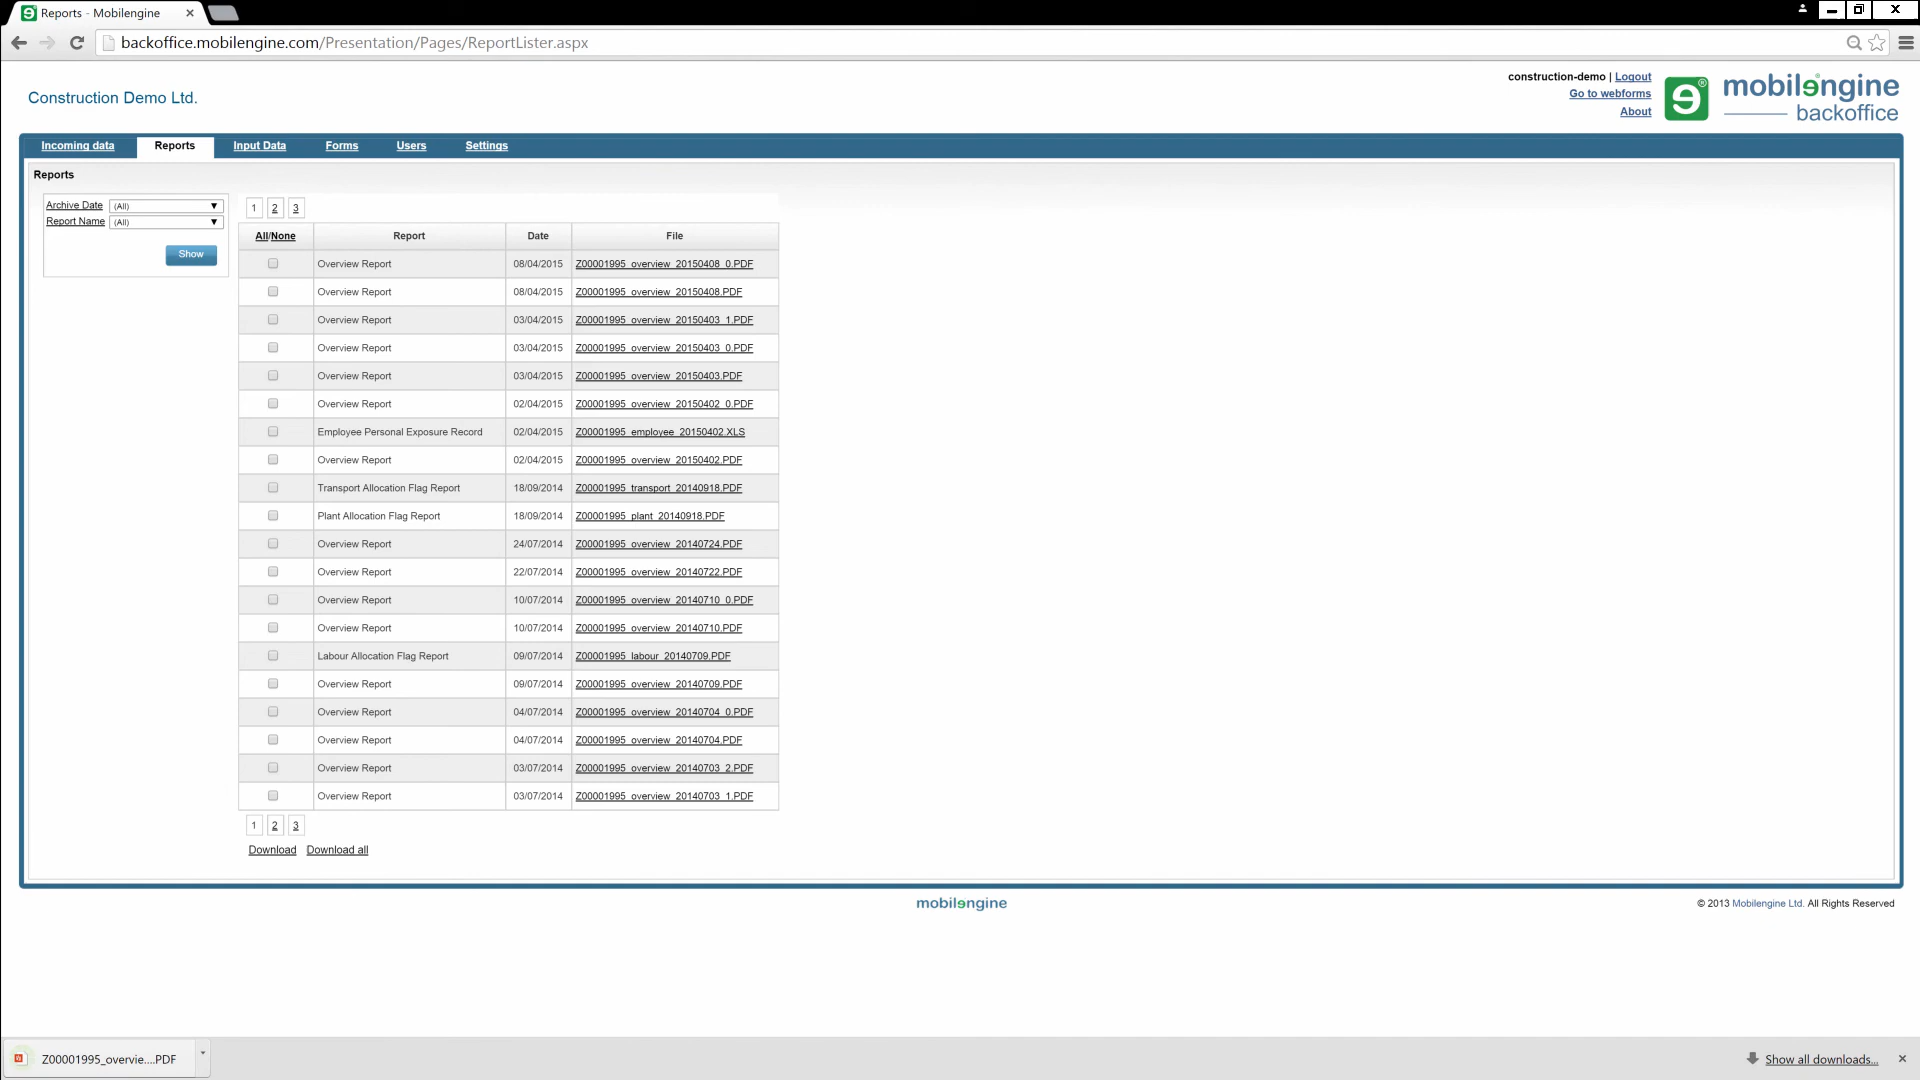 Reports - Mobilengine
backoffice.mobilengine.com/Presentation/Pages/ReportLister.aspx
construction-demo | Logout
Go to webforms
About
mobilengine
backoffice
Construction Demo Ltd.
Incoming data Reports Input Data Forms Users Settings
Reports
Archive Date (All)
Report Name (All)
Show
1 2 3
All/None Report Date File
Overview Report 08/04/2015 Z00001995_overview_20150408_0.PDF
Overview Report 08/04/2015 Z00001995_overview_20150408.PDF
Overview Report 03/04/2015 Z00001995_overview_20150403_1.PDF
Overview Report 03/04/2015 Z00001995_overview_20150403_0.PDF
Overview Report 03/04/2015 Z00001995_overview_20150403.PDF
Overview Report 02/04/2015 Z00001995_overview_20150402_0.PDF
Employee Personal Exposure Record 02/04/2015 Z00001995_employee_20150402.XLS
Overview Report 02/04/2015 Z00001995_overview_20150402.PDF
Transport Allocation Flag Report 18/09/2014 Z00001995_transport_20140918.PDF
Plant Allocation Flag Report 18/09/2014 Z00001995_plant_20140918.PDF
Overview Report 24/07/2014 Z00001995_overview_20140724.PDF
Overview Report 22/07/2014 Z00001995_overview_20140722.PDF
Overview Report 10/07/2014 Z00001995_overview_20140710_0.PDF
Overview Report 10/07/2014 Z00001995_overview_20140710.PDF
Labour Allocation Flag Report 09/07/2014 Z00001995_labour_20140709.PDF
Overview Report 09/07/2014 Z00001995_overview_20140709.PDF
Overview Report 04/07/2014 Z00001995_overview_20140704_0.PDF
Overview Report 04/07/2014 Z00001995_overview_20140704.PDF
Overview Report 03/07/2014 Z00001995_overview_20140703_2.PDF
Overview Report 03/07/2014 Z00001995_overview_20140703_1.PDF
1 2 3
Download Download all
mobilengine
© 2013 Mobilengine Ltd. All Rights Reserved
Z00001995_overvie....PDF
Show all downloads...